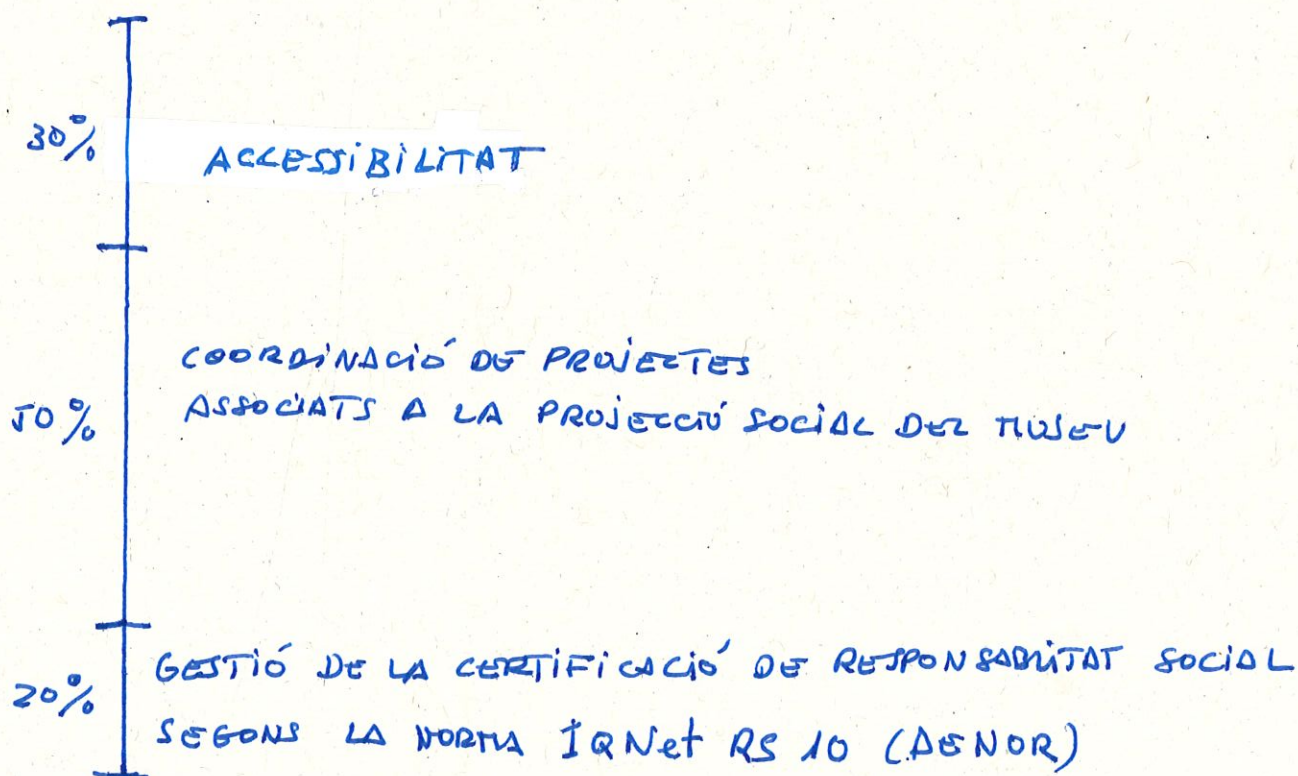 30%
ACCESSIBILITAT
50%
COORDINACIÓ DE PROJECTES
ASSOCIATS A LA PROJECCIÓ SOCIAL DEL MUSEU
20%
GESTIÓ DE LA CERTIFICACIÓ DE RESPONSABILITAT SOCIAL
SEGONS LA NORMA IQNet RS 10 (AENOR)